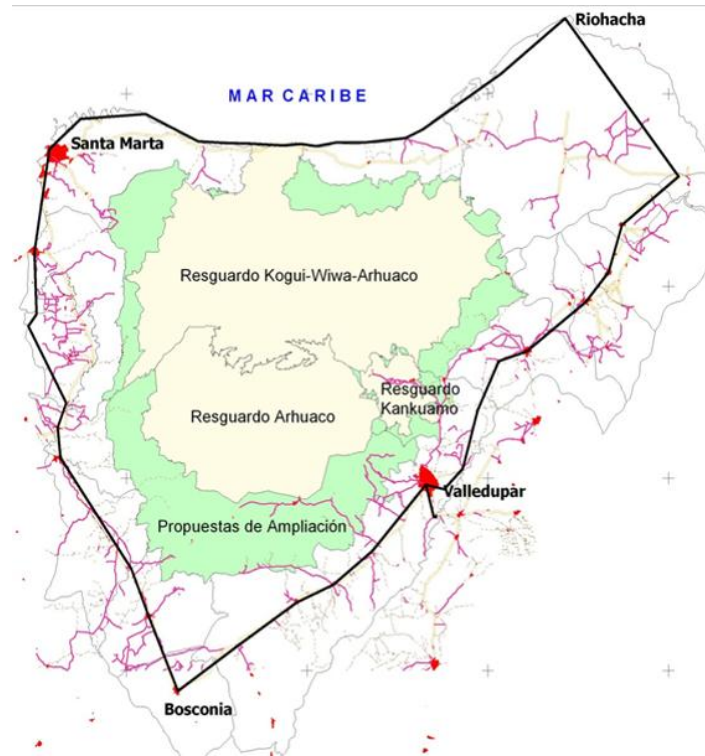 Riohacha
MAR CARIBE
Santa Marta
Resguardo Kogui-Wiwa-Arhuaco
Resguardo
Kankuamo
Resguardo Arhuaco
Valledupar
Propuestas de Ampliación
Bosconia